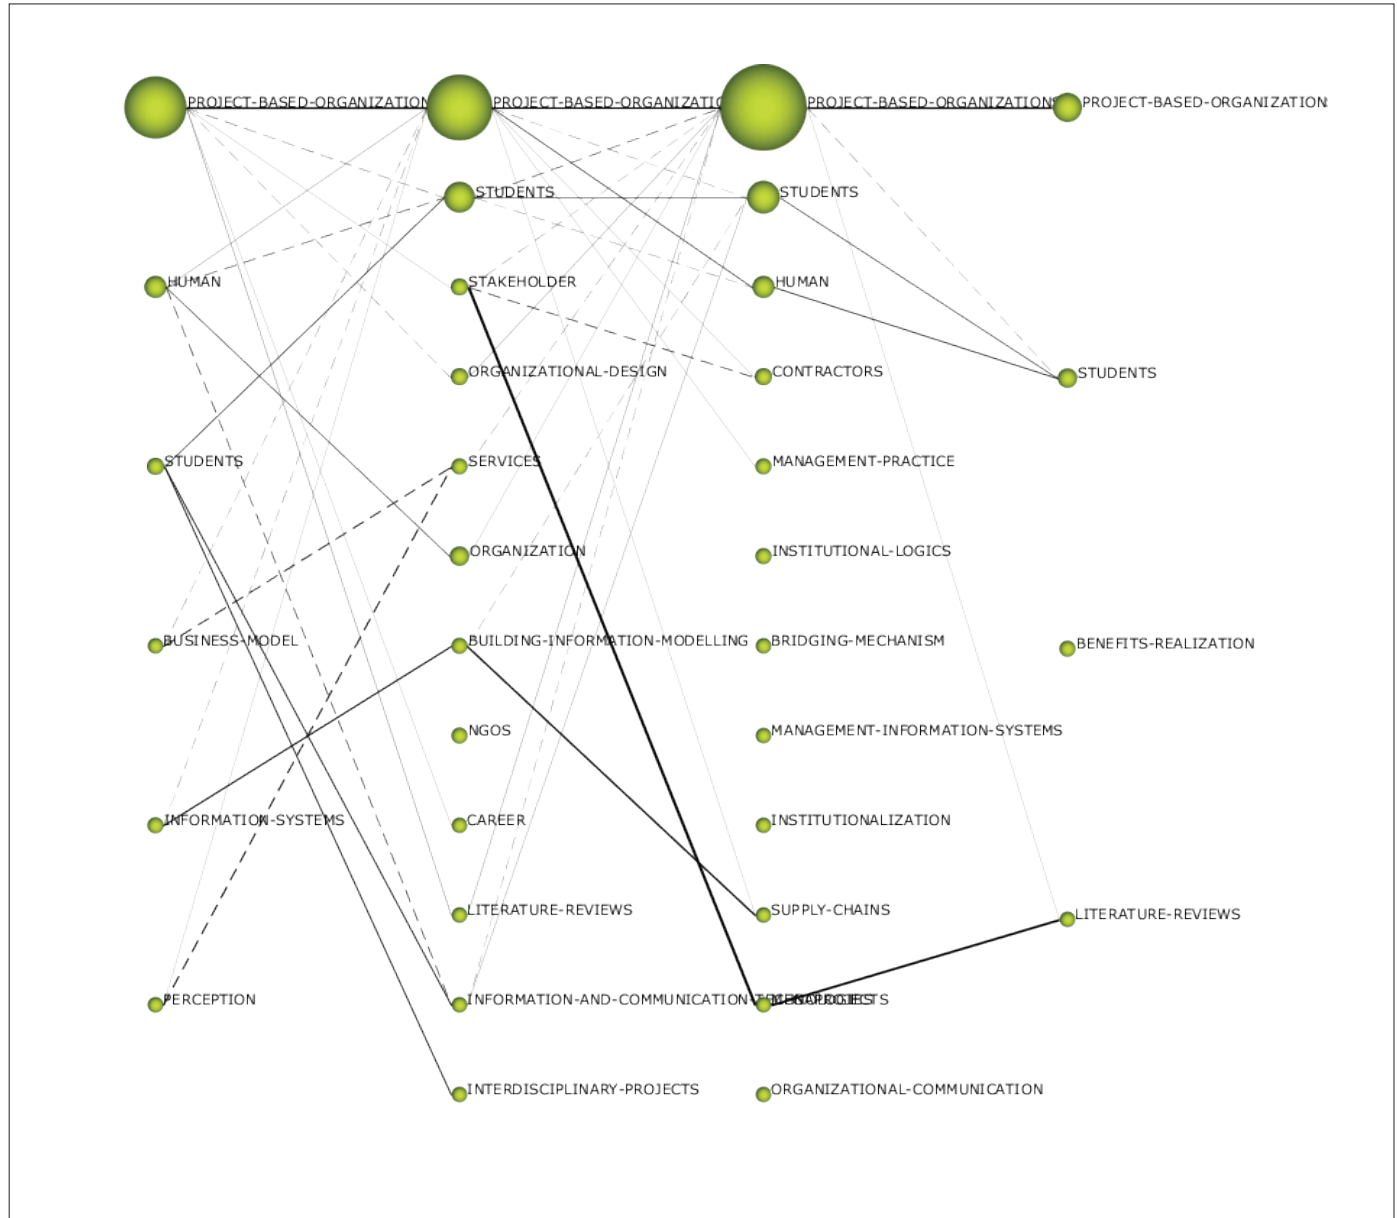 PROJECT-BASED-ORGANIZATION PROJECT-BASED-ORGANIZATIO PROJECT-BASED-ORGANIZATIONS PROJECT-BASED-ORGANIZATIONS
STUDENTS STUDENTS
HUMAN STAKEHOLDER HUMAN
ORGANIZATIONAL-DESIGN CONTRACTORS STUDENTS
STUDENTS SERVICES MANAGEMENT-PRACTICE
ORGANIZATION INSTITUTIONAL-LOGICS
BUSINESS-MODEL BUILDING-INFORMATION-MODELLING BRIDGING-MECHANISM BENEFITS-REALIZATION
NGOS MANAGEMENT-INFORMATION-SYSTEMS
INFORMATION-SYSTEMS CAREER INSTITUTIONALIZATION
LITERATURE-REVIEWS SUPPLY-CHAINS LITERATURE-REVIEWS
PERCEPTION INFORMATION-AND-COMMUNICATION-
INTERDISCIPLINARY-PROJECTS ORGANIZATIONAL-COMMUNICATION